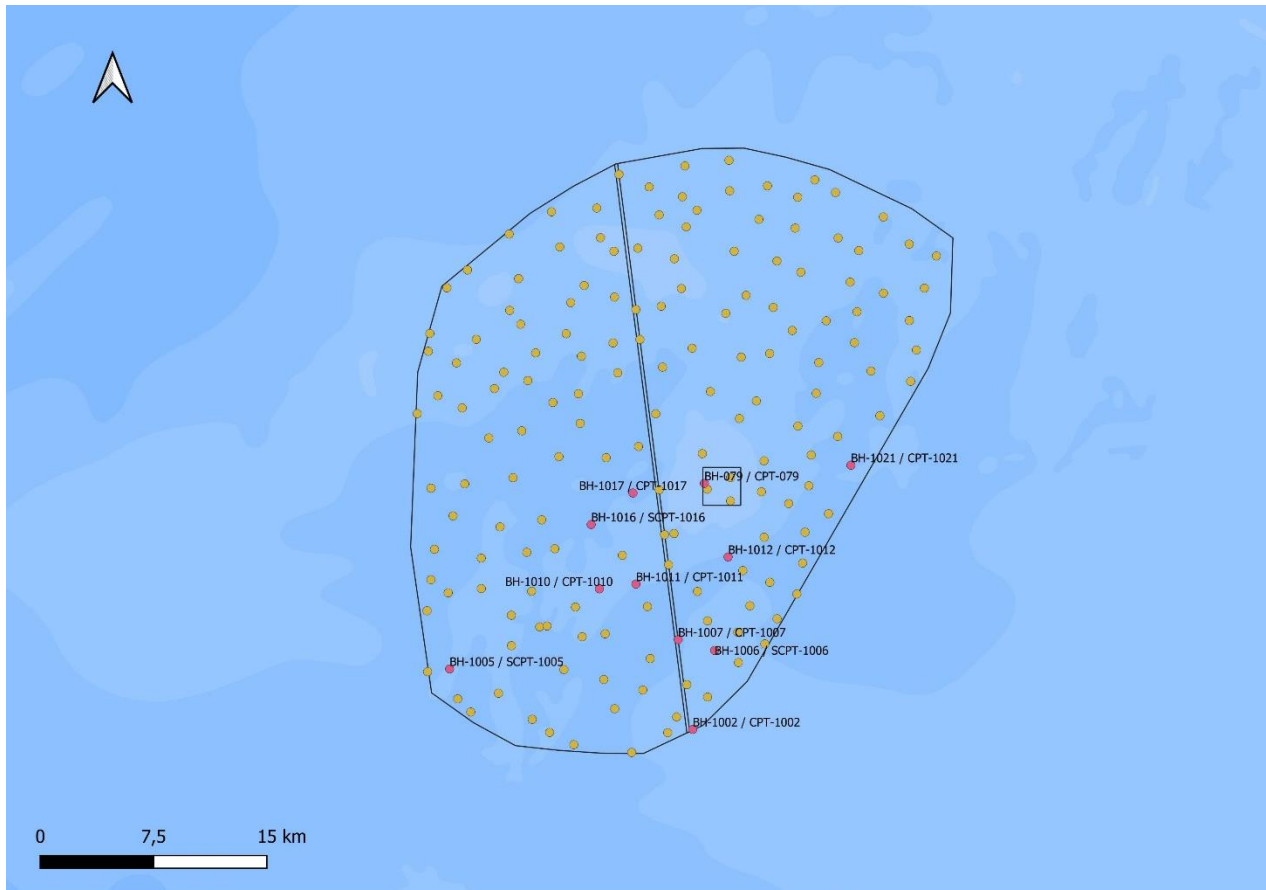 BH-1021 / CPT-1021
BH-079 / CPT-079
BH-1017 / CPT-1017
BH-1016 / SCPT-1016
BH-1012 / CPT-1012
BH-1011 / CPT-1011
BH-1010 / CPT-1010
BH-1007 / CPT-1007
BH-1006 / SCPT-1006
BH-1005 / SCPT-1005
BH-1002 / CPT-1002
0 7,5 15 km